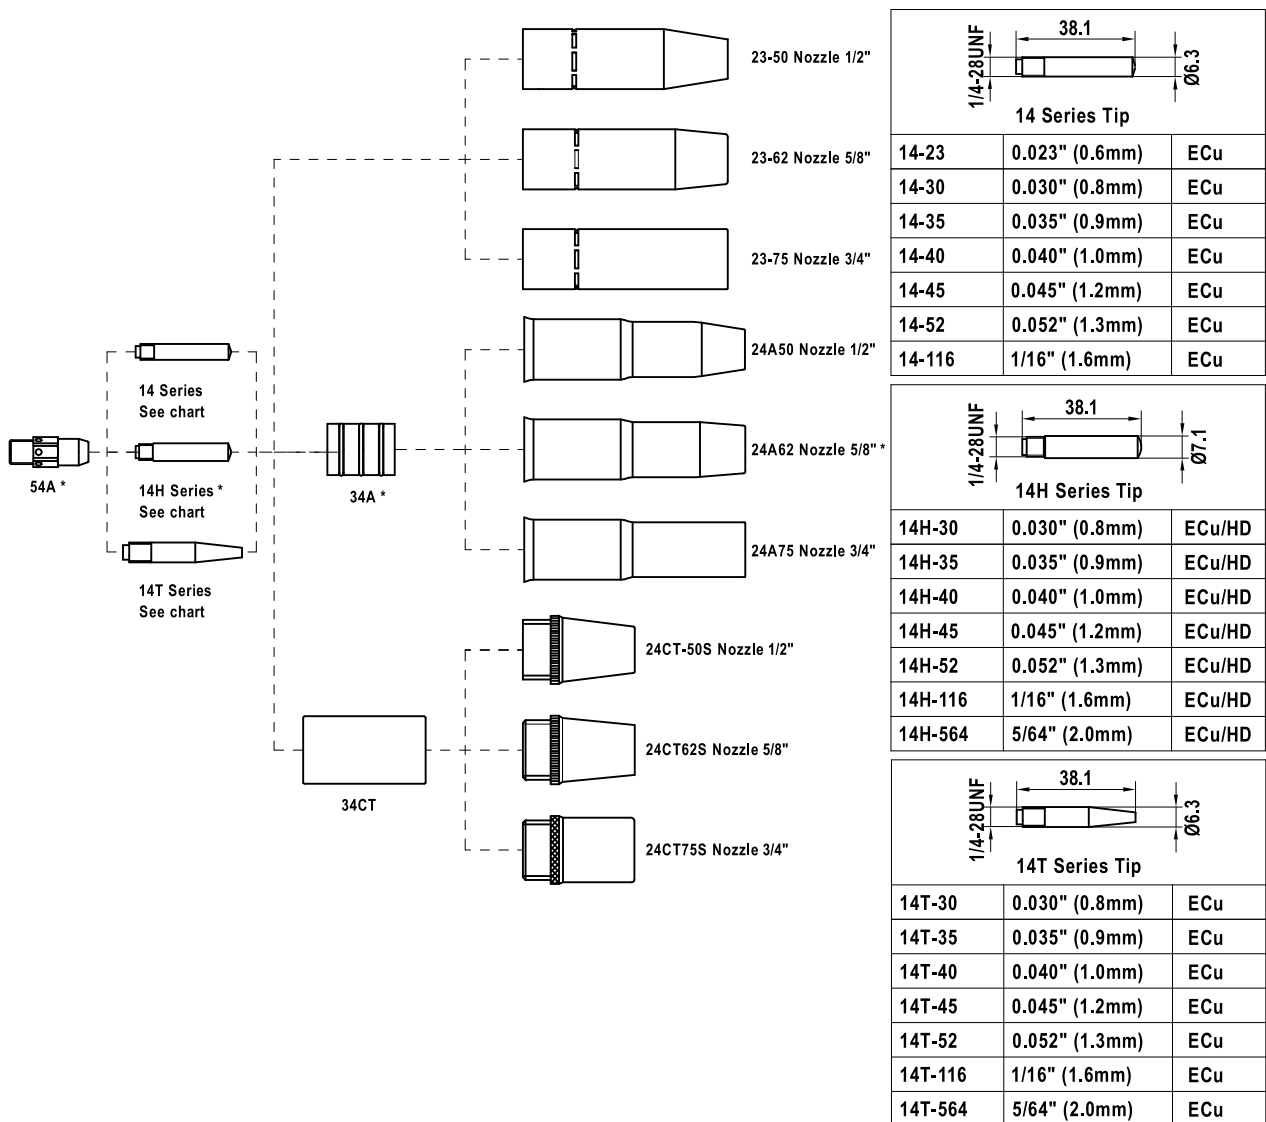 23-50 Nozzle 1/2"
23-62 Nozzle 5/8"
23-75 Nozzle 3/4"
24A50 Nozzle 1/2"
24A62 Nozzle 5/8" *
24A75 Nozzle 3/4"
24CT-50S Nozzle 1/2"
24CT62S Nozzle 5/8"
24CT75S Nozzle 3/4"
14 Series
See chart
54A *
14H Series *
See chart
14T Series
See chart
34A *
34CT
38.1
1/4-28UNF
Ø6.3
14 Series Tip
14-23 0.023" (0.6mm) ECu
14-30 0.030" (0.8mm) ECu
14-35 0.035" (0.9mm) ECu
14-40 0.040" (1.0mm) ECu
14-45 0.045" (1.2mm) ECu
14-52 0.052" (1.3mm) ECu
14-116 1/16" (1.6mm) ECu
38.1
1/4-28UNF
Ø7.1
14H Series Tip
14H-30 0.030" (0.8mm) ECu/HD
14H-35 0.035" (0.9mm) ECu/HD
14H-40 0.040" (1.0mm) ECu/HD
14H-45 0.045" (1.2mm) ECu/HD
14H-52 0.052" (1.3mm) ECu/HD
14H-116 1/16" (1.6mm) ECu/HD
14H-564 5/64" (2.0mm) ECu/HD
38.1
1/4-28UNF
Ø6.3
14T Series Tip
14T-30 0.030" (0.8mm) ECu
14T-35 0.035" (0.9mm) ECu
14T-40 0.040" (1.0mm) ECu
14T-45 0.045" (1.2mm) ECu
14T-52 0.052" (1.3mm) ECu
14T-116 1/16" (1.6mm) ECu
14T-564 5/64" (2.0mm) ECu